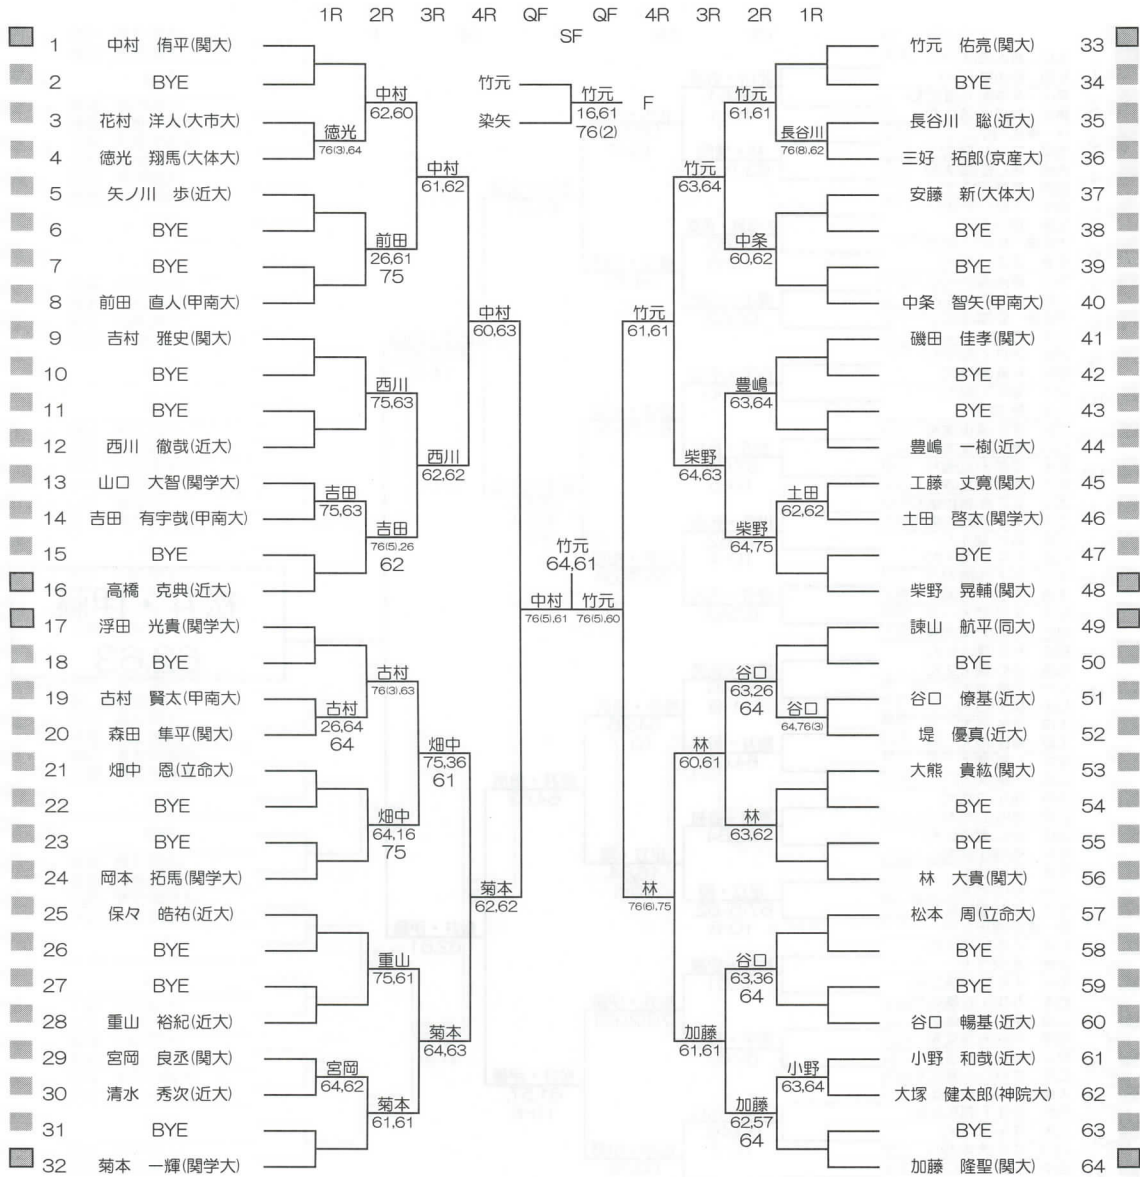 1R 2R 3R 4R QF QF 4R 3R 2R 1R
SF
1 中村 侑平(関大)
2 BYE
3 花村 洋人(大市大)
4 徳光 翔馬(大体大)
5 矢ノ川 歩(近大)
6 BYE
7 BYE
8 前田 直人(甲南大)
9 吉村 雅史(関大)
10 BYE
11 BYE
12 西川 徹哉(近大)
13 山口 大智(関学大)
14 吉田 有宇哉(甲南大)
15 BYE
16 高橋 克典(近大)
17 浮田 光貴(関学大)
18 BYE
19 古村 賢太(甲南大)
20 森田 隼平(関大)
21 畑中 恩(立命大)
22 BYE
23 BYE
24 岡本 拓馬(関学大)
25 保々 皓祐(近大)
26 BYE
27 BYE
28 重山 裕紀(近大)
29 宮岡 良丞(関大)
30 清水 秀次(近大)
31 BYE
32 菊本 一輝(関学大)
徳光
76(3).64
吉田
75,63
古村
26,64
64
宮岡
64,62
中村
62,60
前田
26,61
75
西川
75,63
吉田
76(5).26
62
古村
76(3).63
畑中
64,16
75
重山
75,61
菊本
61,61
中村
61,62
西川
62,62
畑中
75,36
61
菊本
64,63
中村
60,63
菊本
62,62
竹元
染矢
竹元
16,61
76(2)
F
竹元
64,61
中村
76(5).61
竹元
76(5).60
竹元
61,61
林
76(6).75
竹元
63,64
柴野
64,63
林
60,61
加藤
61,61
竹元
61,61
中条
60,62
豊嶋
63,64
柴野
64,75
谷口
63,26
64
林
63,62
谷口
63,36
64
加藤
62,57
64
長谷川
76(8).62
土田
62,62
谷口
64,76(3)
小野
63,64
竹元 佑亮(関大) 33
BYE 34
長谷川 聡(近大) 35
三好 拓郎(京産大) 36
安藤 新(大体大) 37
BYE 38
BYE 39
中条 智矢(甲南大) 40
磯田 佳孝(関大) 41
BYE 42
BYE 43
豊嶋 一樹(近大) 44
工藤 丈寛(関大) 45
土田 啓太(関学大) 46
BYE 47
柴野 晃輔(関大) 48
諫山 航平(同大) 49
BYE 50
谷口 僚基(近大) 51
堤 優真(近大) 52
大熊 貴紘(関大) 53
BYE 54
BYE 55
林 大貴(関大) 56
松本 周(立命大) 57
BYE 58
BYE 59
谷口 暢基(近大) 60
小野 和哉(近大) 61
大塚 健太郎(神院大) 62
BYE 63
加藤 隆聖(関大) 64